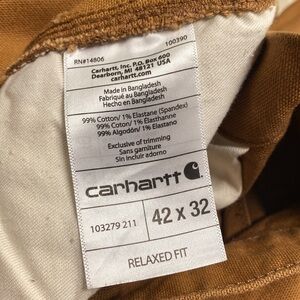 RN#14806 100390
Carhartt, Inc. P.O. Box 600
Dearborn, MI 48121 USA
carhartt.com
Made in Bangladesh
Fabriqué au Bangladesh
Hecho en Bangladesh
99% Cotton/ 1% Elastane (Spandex)
99% Coton/ 1% Élasthanne
99% Algodón/ 1% Elastano
Exclusive of trimming
Sans garniture
Sin incluir adorno
carhartt
103279 211 42 x 32
RELAXED FIT